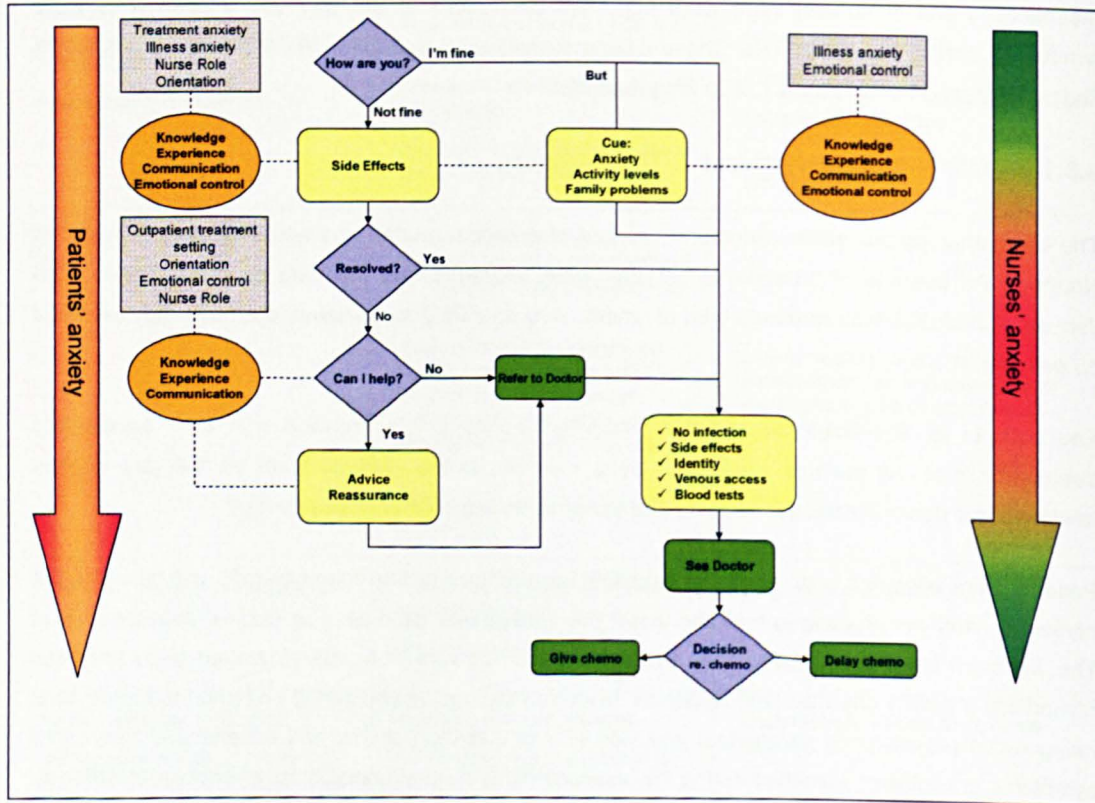 Treatment anxiety
Illness anxiety
Nurse Role
Orientation
How are you?
I'm fine
But
Illness anxiety
Emotional control
Not fine
Knowledge
Experience
Communication
Emotional control
Side Effects
Cue:
Anxiety
Activity levels
Family problems
Knowledge
Experience
Communication
Emotional control
Patients' anxiety
Nurses' anxiety
Outpatient treatment
setting
Orientation
Emotional control
Nurse Role
Resolved?
Yes
No
Knowledge
Experience
Communication
Can I help?
No
Refer to Doctor
Yes
Advice
Reassurance
✓ No infection
✓ Side effects
✓ Identity
✓ Venous access
✓ Blood tests
See Doctor
Decision
re. chemo
Give chemo
Delay chemo